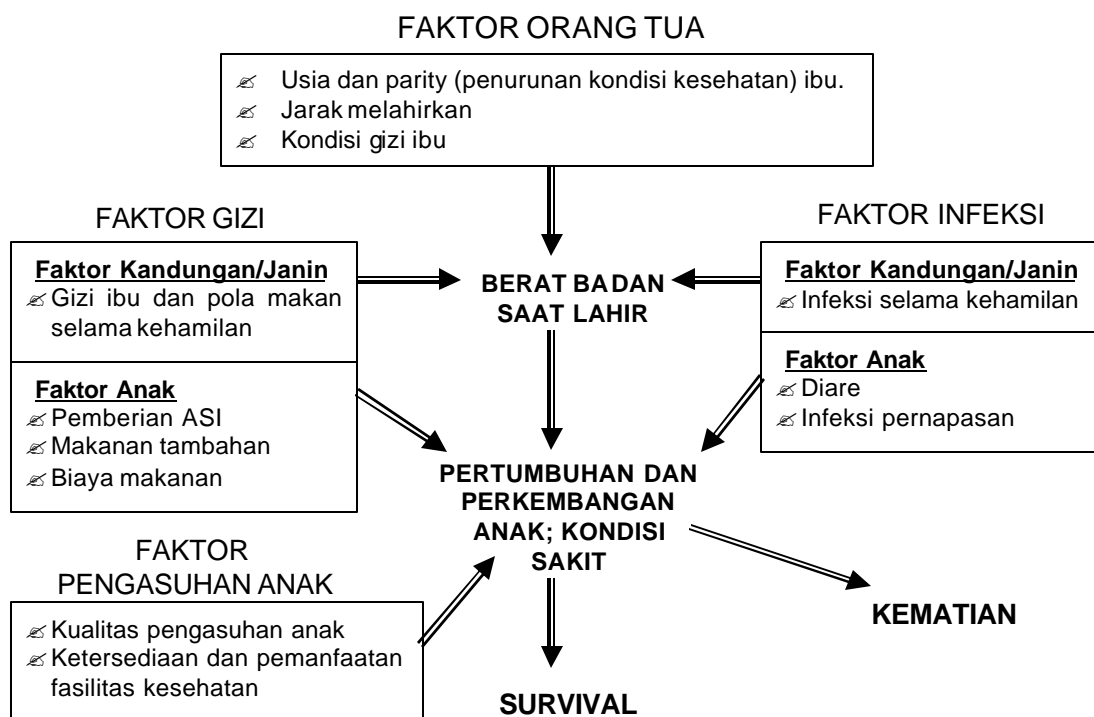 FAKTOR ORANG TUA
Usia dan parity (penurunan kondisi kesehatan) ibu.
Jarak melahirkan
Kondisi gizi ibu
FAKTOR GIZI
Faktor Kandungan/Janin
Gizi ibu dan pola makan
selama kehamilan
Faktor Anak
Pemberian ASI
Makanan tambahan
Biaya makanan
FAKTOR INFEKSI
Faktor Kandungan/Janin
Infeksi selama kehamilan
Faktor Anak
Diare
Infeksi pernapasan
BERAT BADAN
SAAT LAHIR
PERTUMBUHAN DAN
PERKEMBANGAN
ANAK; KONDISI
SAKIT
FAKTOR
PENGASUHAN ANAK
Kualitas pengasuhan anak
Ketersediaan dan pemanfaatan
fasilitas kesehatan
KEMATIAN
SURVIVAL